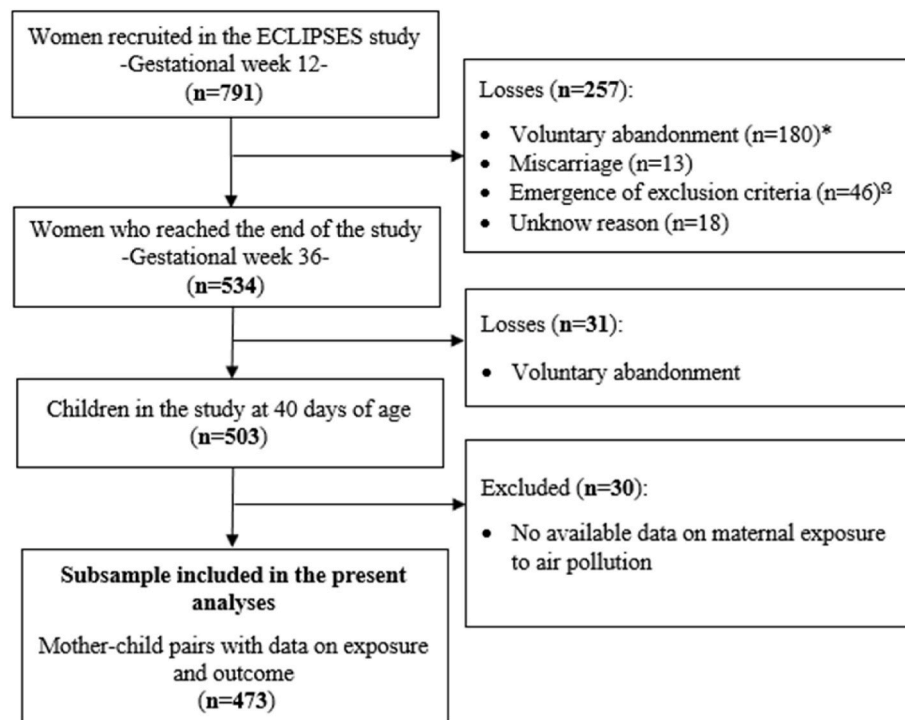 Women recruited in the ECLIPSES study
-Gestational week 12-
(n=791)
Losses (n=257):
• Voluntary abandonment (n=180)*
• Miscarriage (n=13)
• Emergence of exclusion criteria (n=46)Ω
• Unknow reason (n=18)
Women who reached the end of the study
-Gestational week 36-
(n=534)
Losses (n=31):
• Voluntary abandonment
Children in the study at 40 days of age
(n=503)
Excluded (n=30):
• No available data on maternal exposure
to air pollution
Subsample included in the present
analyses
Mother-child pairs with data on exposure
and outcome
(n=473)